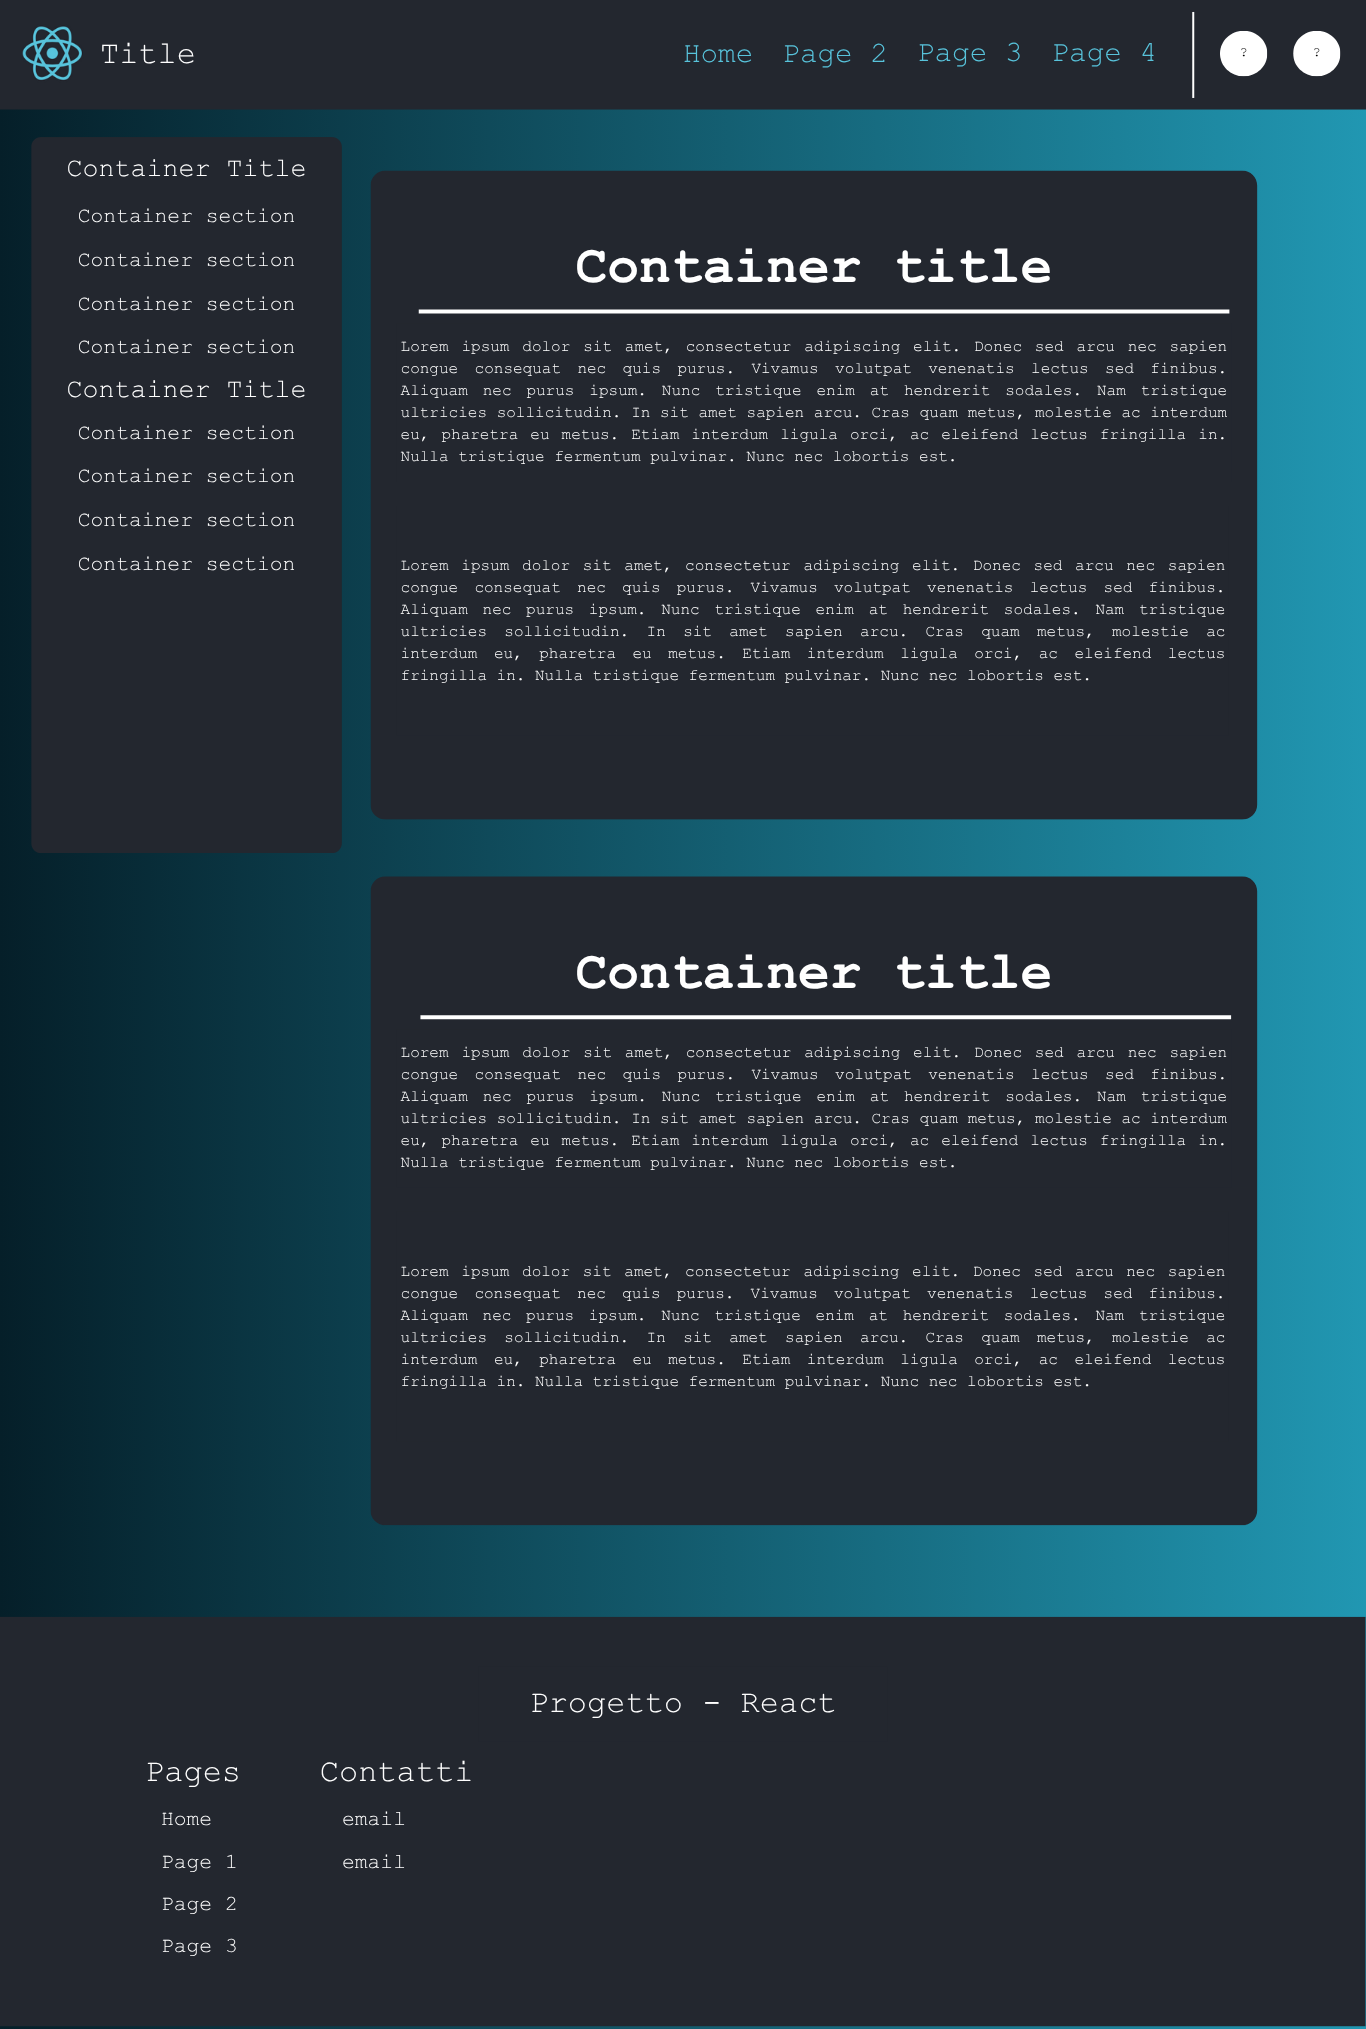 Title
Home Page 2 Page 3 Page 4 ? ?
Container Title
Container section
Container section
Container section
Container section
Container Title
Container section
Container section
Container section
Container section
Container title
Lorem ipsum dolor sit amet, consectetur adipiscing elit. Donec sed arcu nec sapien
congue consequat nec quis purus. Vivamus volutpat venenatis lectus sed finibus.
Aliquam nec purus ipsum. Nunc tristique enim at hendrerit sodales. Nam tristique
ultricies sollicitudin. In sit amet sapien arcu. Cras quam metus, molestie ac interdum
eu, pharetra eu metus. Etiam interdum ligula orci, ac eleifend lectus fringilla in.
Nulla tristique fermentum pulvinar. Nunc nec lobortis est.
Lorem ipsum dolor sit amet, consectetur adipiscing elit. Donec sed arcu nec sapien
congue consequat nec quis purus. Vivamus volutpat venenatis lectus sed finibus.
Aliquam nec purus ipsum. Nunc tristique enim at hendrerit sodales. Nam tristique
ultricies sollicitudin. In sit amet sapien arcu. Cras quam metus, molestie ac
interdum eu, pharetra eu metus. Etiam interdum ligula orci, ac eleifend lectus
fringilla in. Nulla tristique fermentum pulvinar. Nunc nec lobortis est.
Container title
Lorem ipsum dolor sit amet, consectetur adipiscing elit. Donec sed arcu nec sapien
congue consequat nec quis purus. Vivamus volutpat venenatis lectus sed finibus.
Aliquam nec purus ipsum. Nunc tristique enim at hendrerit sodales. Nam tristique
ultricies sollicitudin. In sit amet sapien arcu. Cras quam metus, molestie ac interdum
eu, pharetra eu metus. Etiam interdum ligula orci, ac eleifend lectus fringilla in.
Nulla tristique fermentum pulvinar. Nunc nec lobortis est.
Lorem ipsum dolor sit amet, consectetur adipiscing elit. Donec sed arcu nec sapien
congue consequat nec quis purus. Vivamus volutpat venenatis lectus sed finibus.
Aliquam nec purus ipsum. Nunc tristique enim at hendrerit sodales. Nam tristique
ultricies sollicitudin. In sit amet sapien arcu. Cras quam metus, molestie ac
interdum eu, pharetra eu metus. Etiam interdum ligula orci, ac eleifend lectus
fringilla in. Nulla tristique fermentum pulvinar. Nunc nec lobortis est.
Progetto - React
Pages
Home
Page 1
Page 2
Page 3
Contatti
email
email